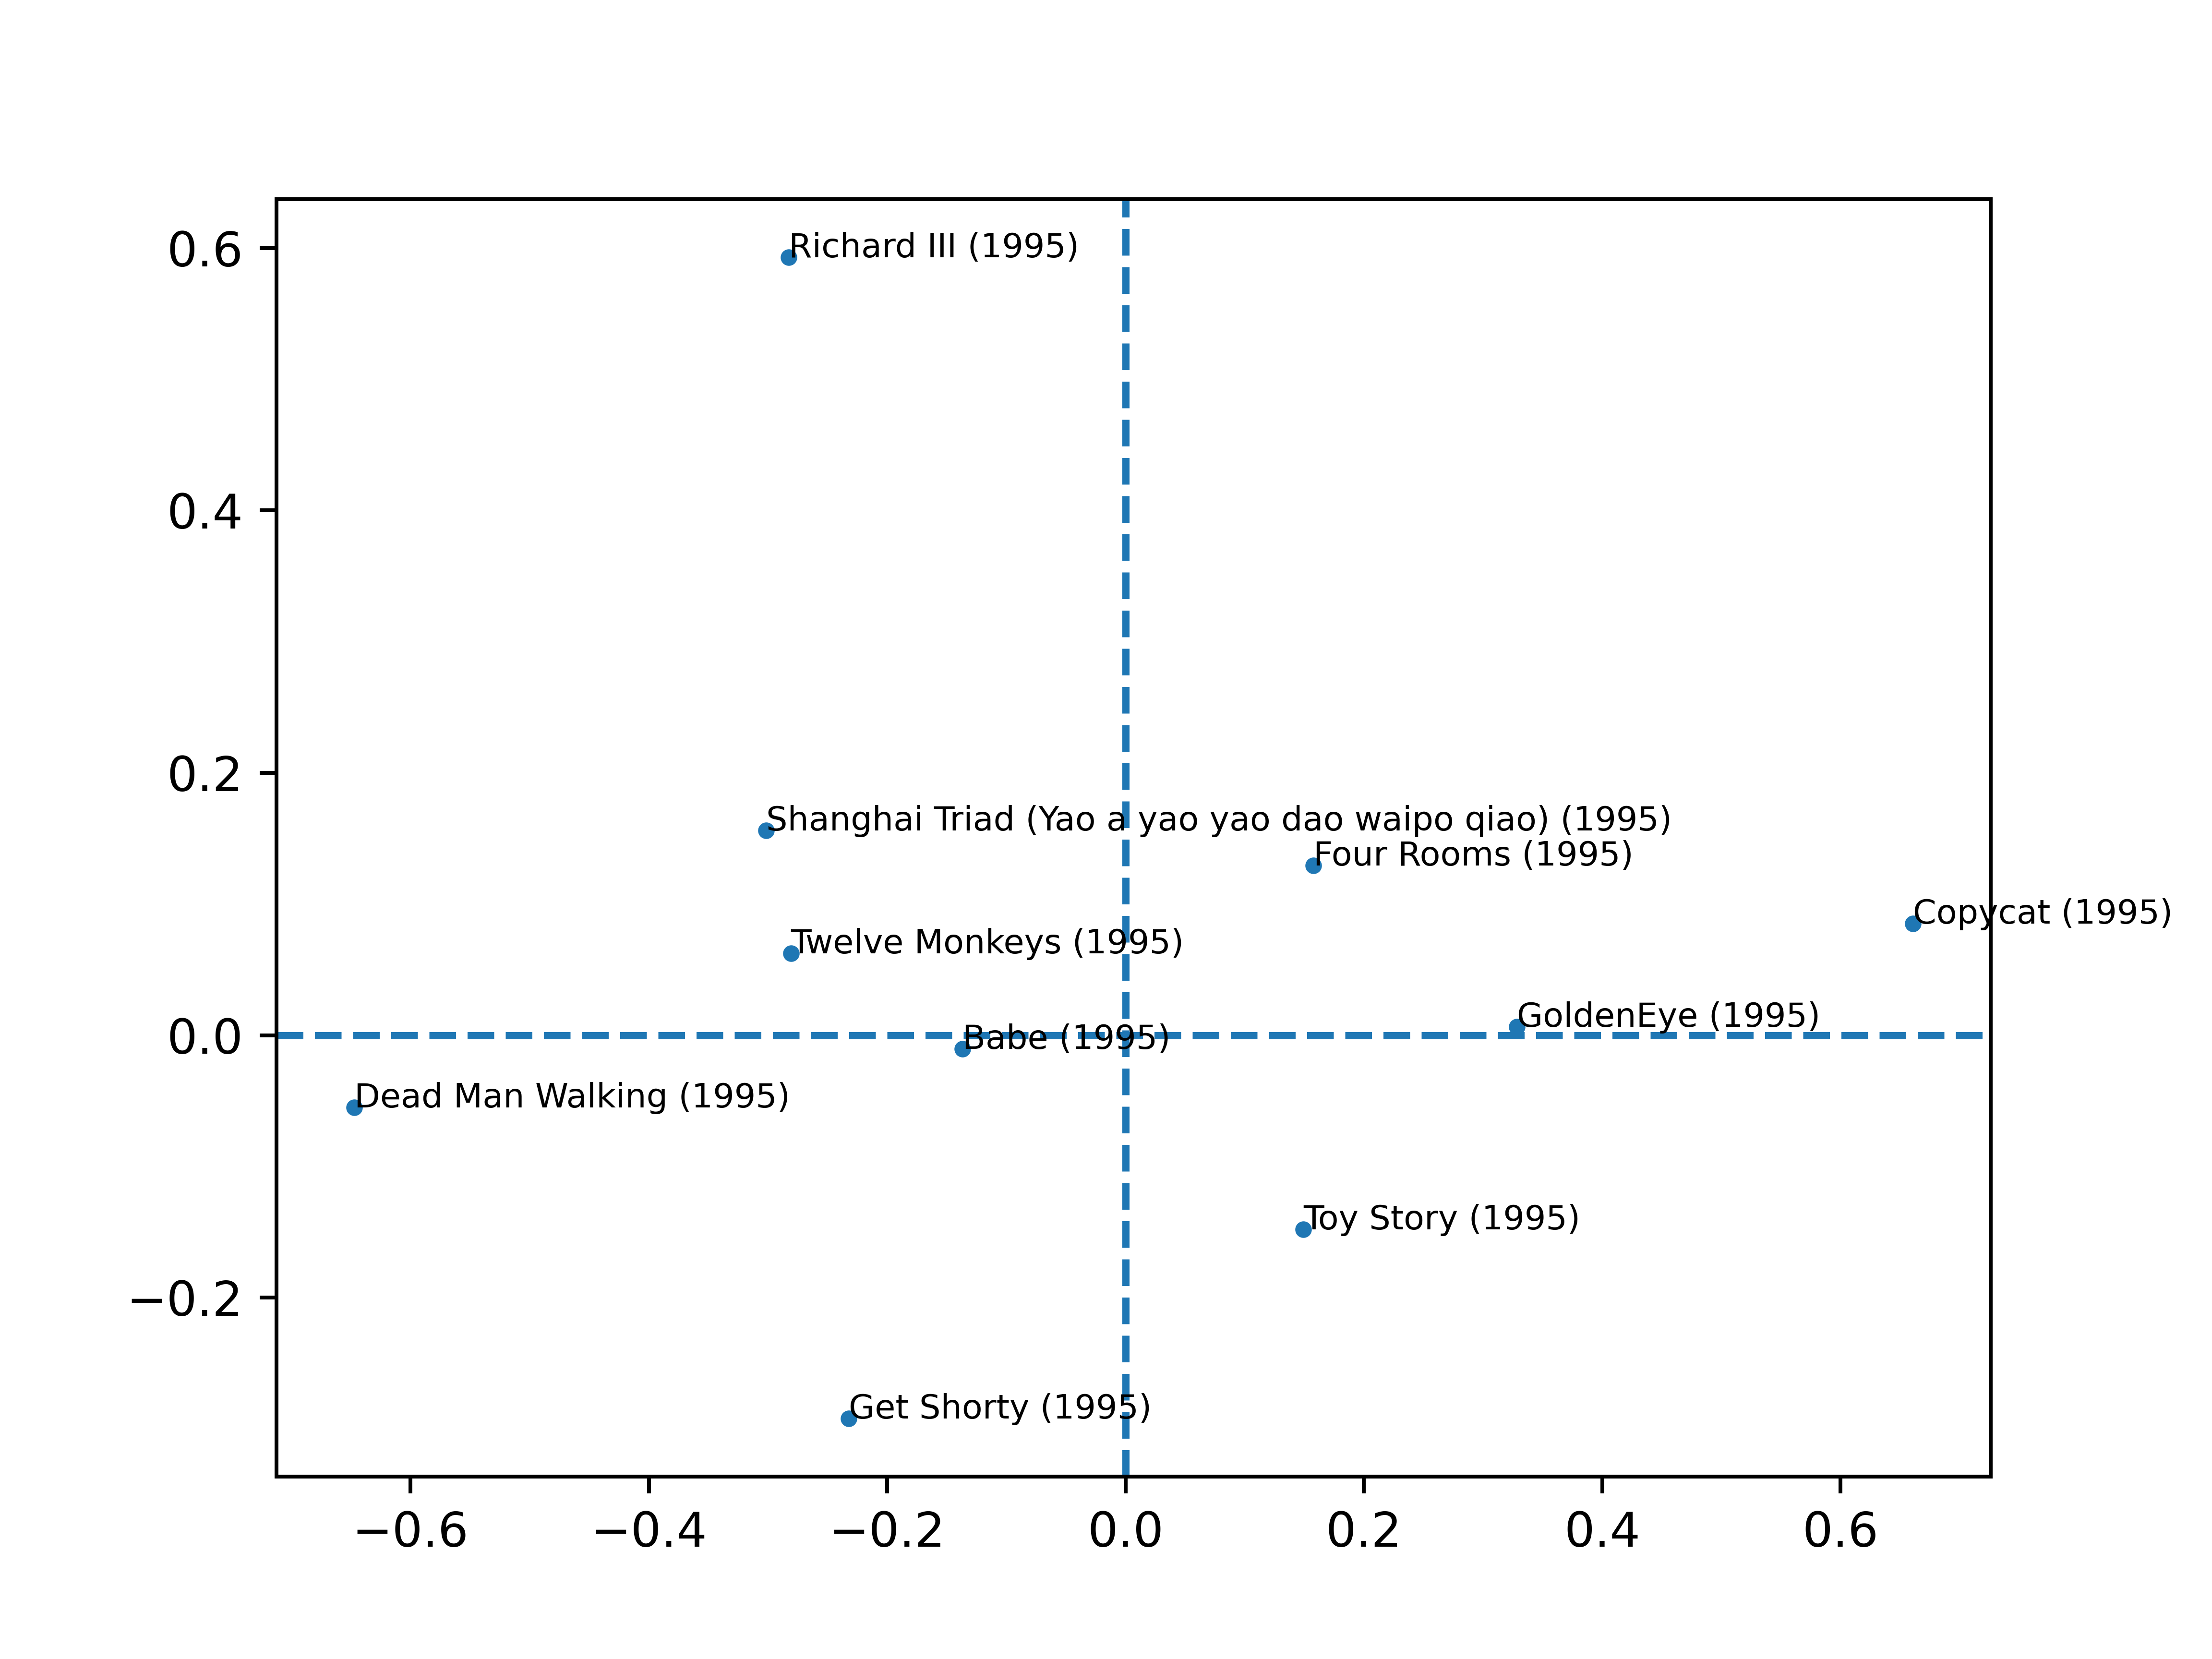 0.6
Richard III (1995)
0.4
0.2
Shanghai Triad (Yao a yao yao dao waipo qiao) (1995)
Four Rooms (1995)
Copycat (1995)
Twelve Monkeys (1995)
GoldenEye (1995)
0.0
Babe (1995)
Dead Man Walking (1995)
Toy Story (1995)
−0.2
Get Shorty (1995)
−0.6 −0.4 −0.2 0.0 0.2 0.4 0.6